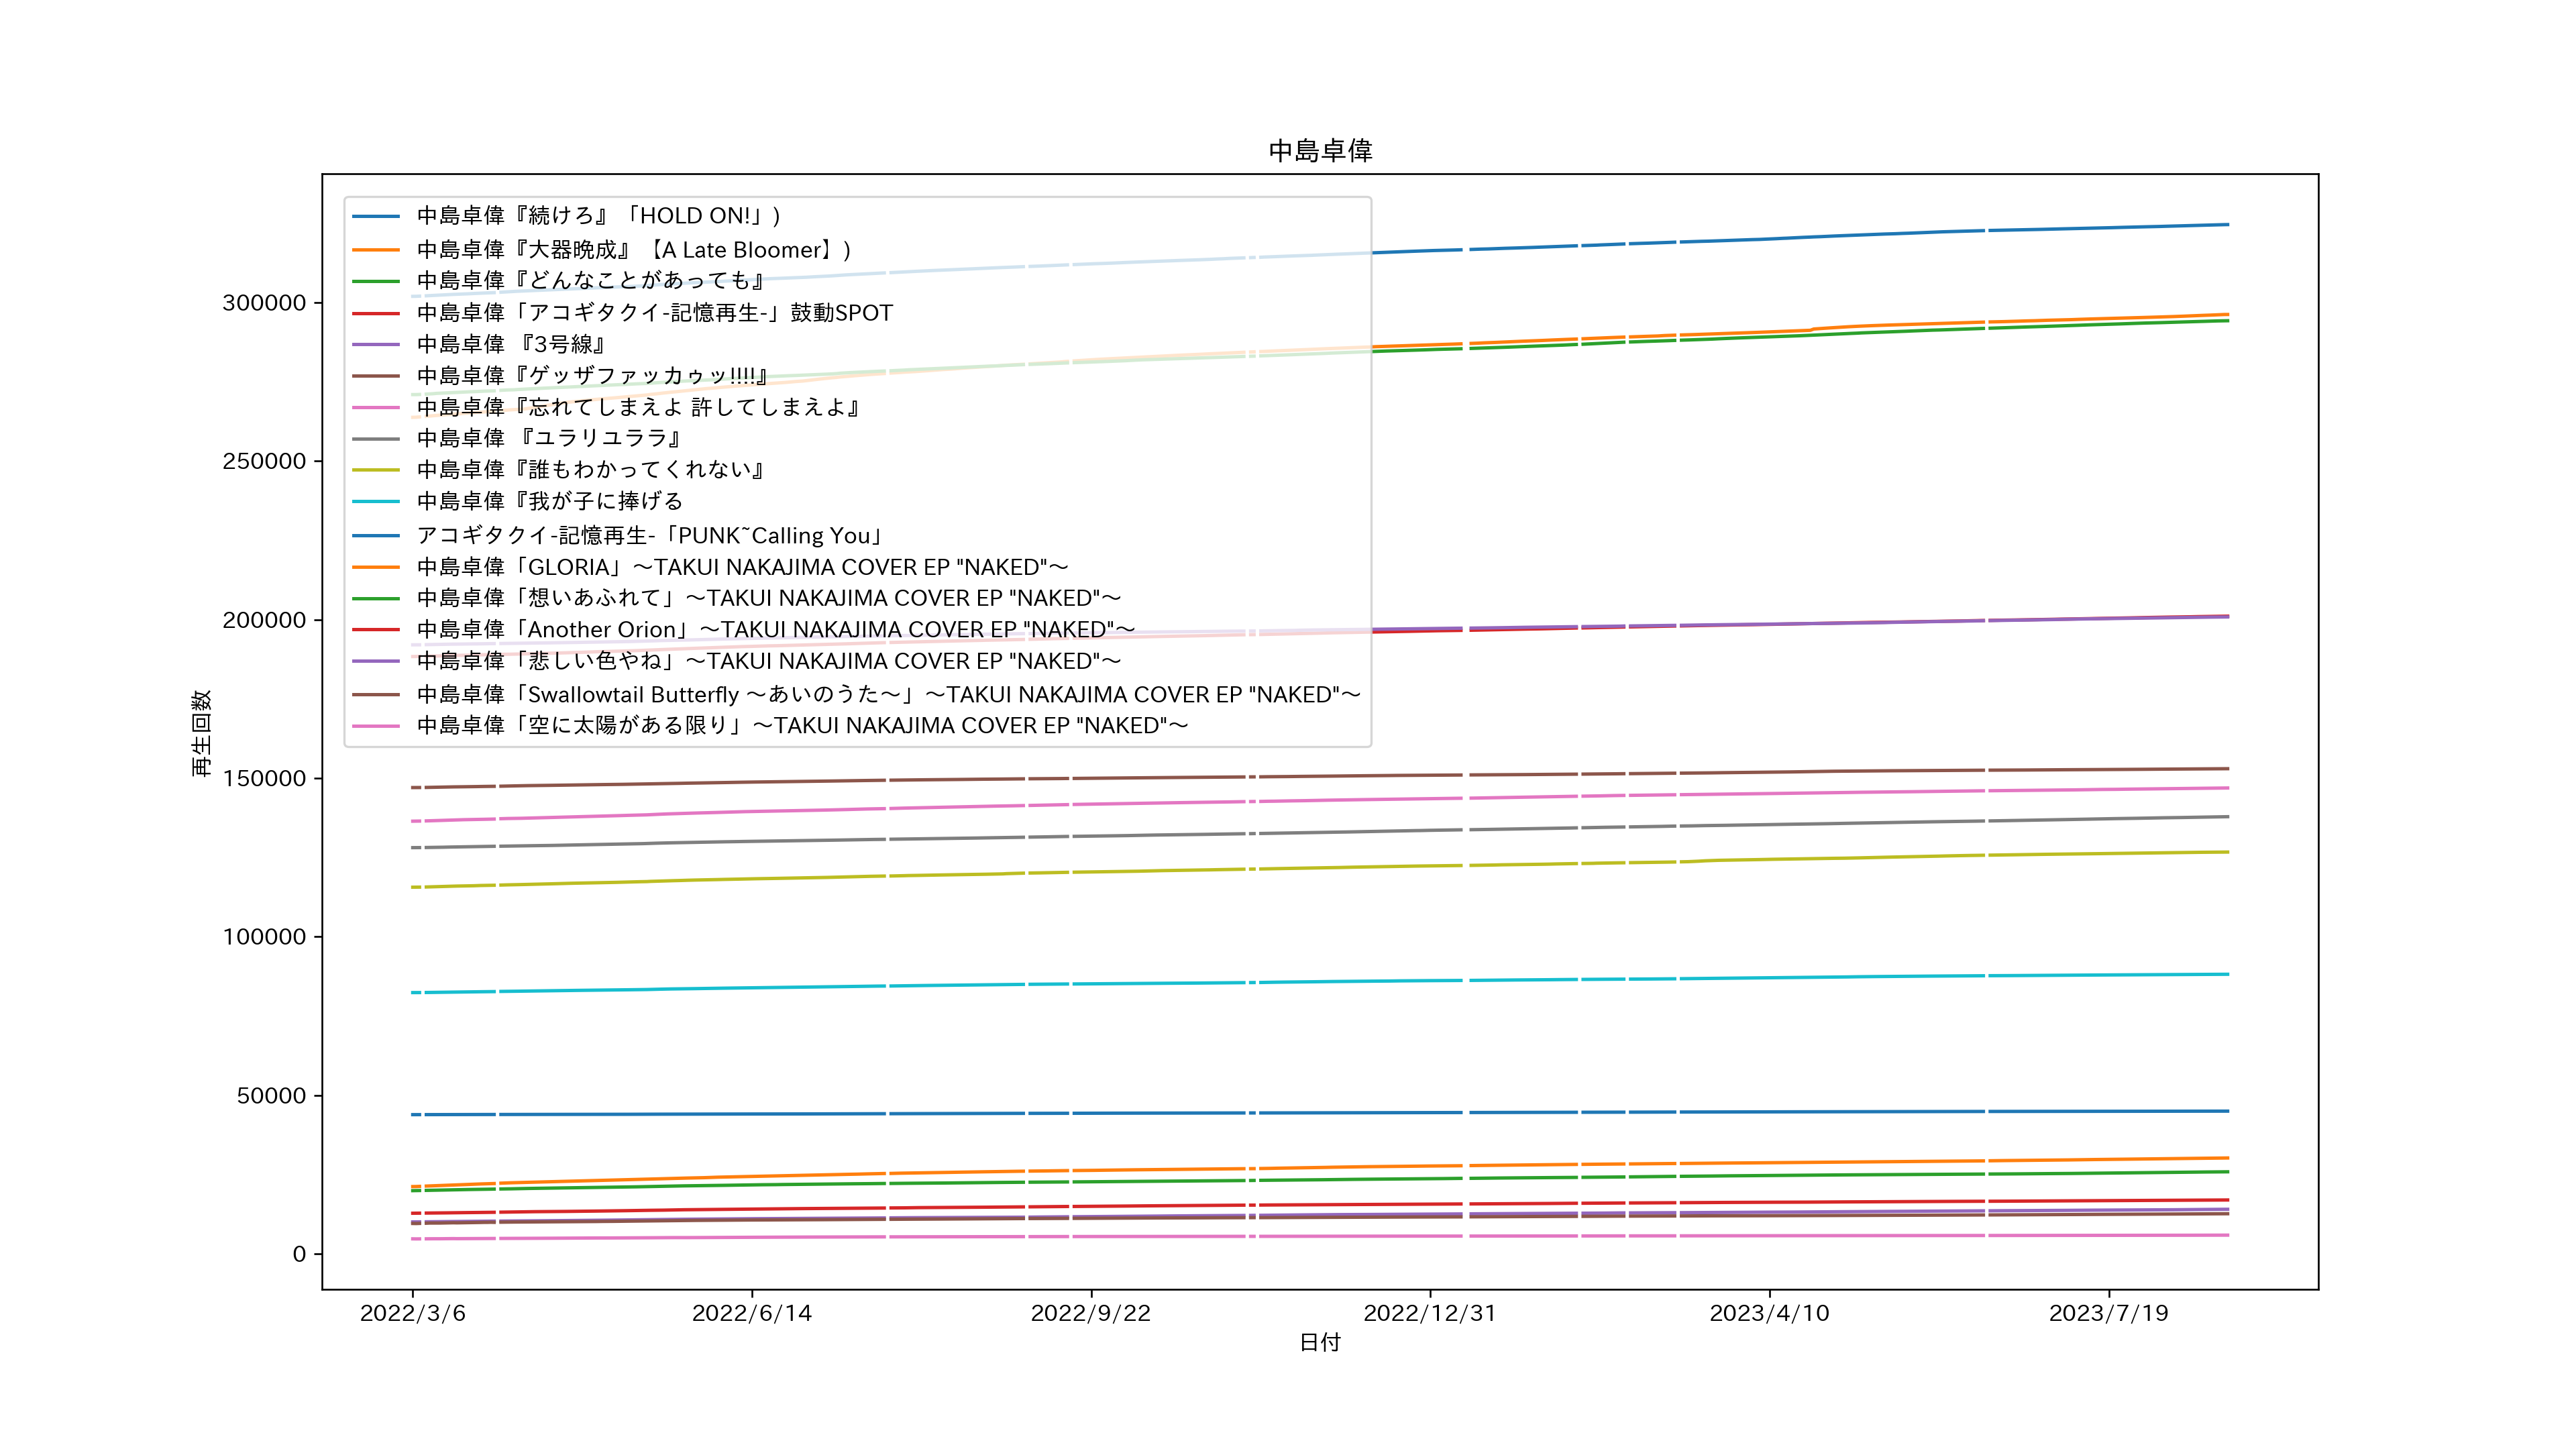 中島卓偉
中島卓偉『続けろ』「HOLD ON!」)
中島卓偉『大器晩成』【A Late Bloomer】)
中島卓偉『どんなことがあっても』
中島卓偉「アコギタクイ-記憶再生-」鼓動SPOT
中島卓偉 『3号線』
中島卓偉『ゲッザファッカゥッ!!!!』
中島卓偉『忘れてしまえよ 許してしまえよ』
中島卓偉 『ユラリユララ』
中島卓偉『誰もわかってくれない』
中島卓偉『我が子に捧げる
アコギタクイ-記憶再生-「PUNK~Calling You」
中島卓偉「GLORIA」～TAKUI NAKAJIMA COVER EP "NAKED"～
中島卓偉「想いあふれて」～TAKUI NAKAJIMA COVER EP "NAKED"～
中島卓偉「Another Orion」～TAKUI NAKAJIMA COVER EP "NAKED"～
中島卓偉「悲しい色やね」～TAKUI NAKAJIMA COVER EP "NAKED"～
中島卓偉「Swallowtail Butterfly ～あいのうた～」～TAKUI NAKAJIMA COVER EP "NAKED"～
中島卓偉「空に太陽がある限り」～TAKUI NAKAJIMA COVER EP "NAKED"～
再生回数
300000
250000
200000
150000
100000
50000
0
2022/3/6
2022/6/14
2022/9/22
2022/12/31
2023/4/10
2023/7/19
日付